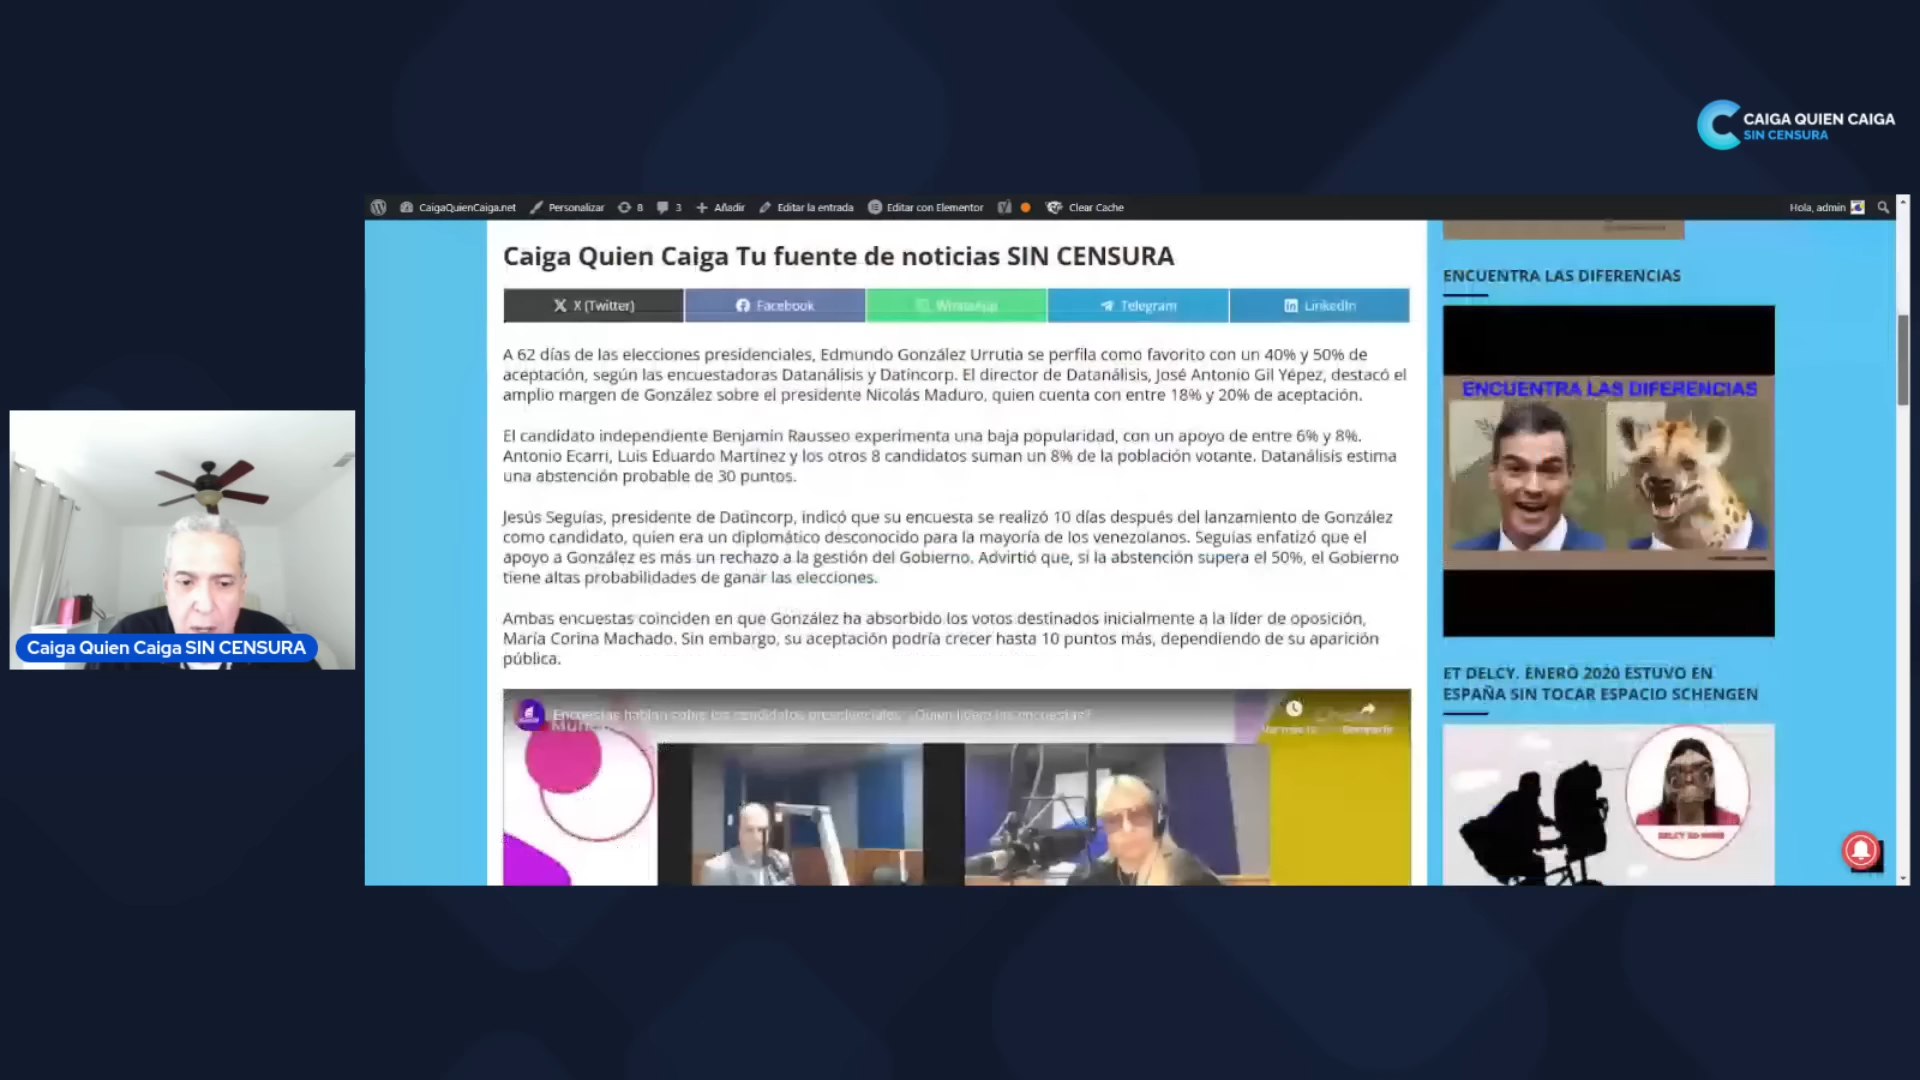 CAIGA QUIEN CAIGA
SIN CENSURA
CaigaQuienCaiga.net Personalizar 8 3 Añadir Editar la entrada Editar con Elementor Clear Cache Hola, admin
Caiga Quien Caiga Tu fuente de noticias SIN CENSURA
X (Twitter) Facebook WhatsApp Telegram LinkedIn
A 62 días de las elecciones presidenciales, Edmundo González Urrutia se perfila como favorito con un 40% y 50% de
aceptación, según las encuestadoras Datanálisis y Datincorp. El director de Datanálisis, José Antonio Gil Yépez, destacó el
amplio margen de González sobre el presidente Nicolás Maduro, quien cuenta con entre 18% y 20% de aceptación.
El candidato independiente Benjamín Rausseo experimenta una baja popularidad, con un apoyo de entre 6% y 8%.
Antonio Ecarri, Luis Eduardo Martínez y los otros 8 candidatos suman un 8% de la población votante. Datanálisis estima
una abstención probable de 30 puntos.
Jesús Seguías, presidente de Datincorp, indicó que su encuesta se realizó 10 días después del lanzamiento de González
como candidato, quien era un diplomático desconocido para la mayoría de los venezolanos. Seguías enfatizó que el
apoyo a González es más un rechazo a la gestión del Gobierno. Advirtió que, si la abstención supera el 50%, el Gobierno
tiene altas probabilidades de ganar las elecciones.
Ambas encuestas coinciden en que González ha absorbido los votos destinados inicialmente a la líder de oposición,
María Corina Machado. Sin embargo, su aceptación podría crecer hasta 10 puntos más, dependiendo de su aparición
pública.
Encuestas hablan sobre los candidatos presidenciales
ENCUENTRA LAS DIFERENCIAS
ENCUENTRA LAS DIFERENCIAS
ET DELCY. ENERO 2020 ESTUVO EN
ESPAÑA SIN TOCAR ESPACIO SCHENGEN
Caiga Quien Caiga SIN CENSURA